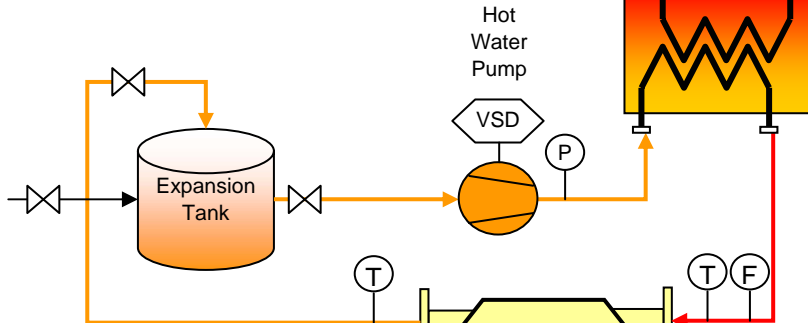 Hot
Water
Pump
VSD
P
Expansion
Tank
T
T
F